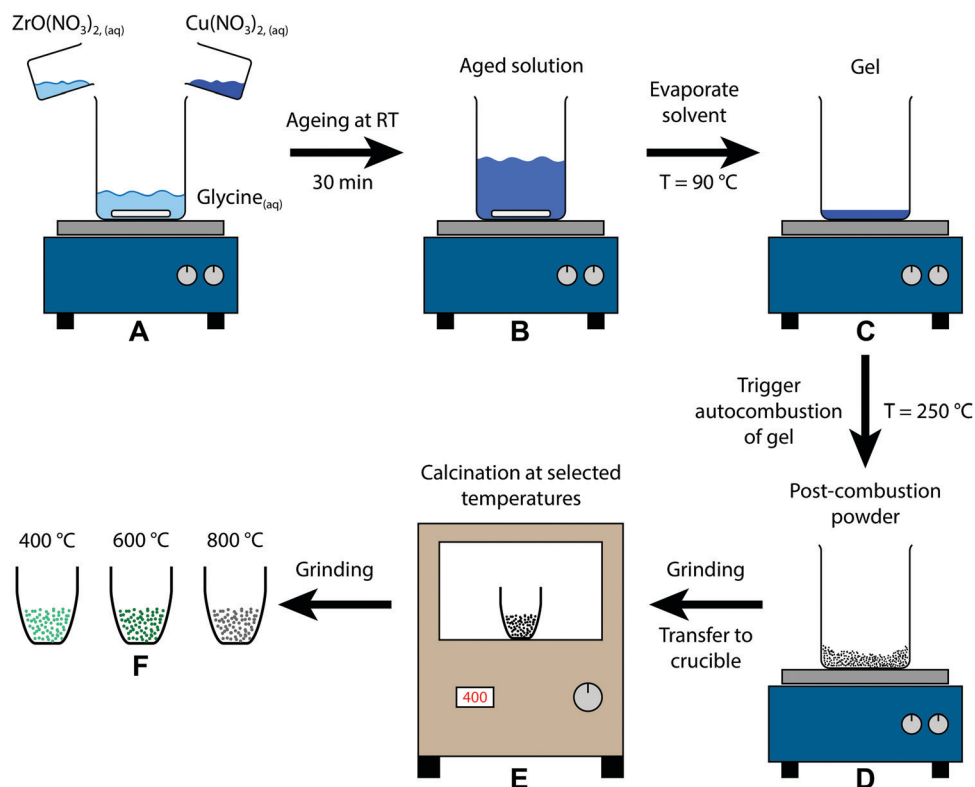 ZrO(NO₃)₂,(aq)
Cu(NO₃)₂,(aq)
Glycine(aq)
A
Ageing at RT
30 min
Aged solution
B
Evaporate
solvent
T = 90 °C
Gel
C
Trigger
autocombustion
of gel
T = 250 °C
Post-combustion
powder
D
Grinding
Transfer to
crucible
Calcination at selected
temperatures
400
E
Grinding
400 °C
600 °C
800 °C
F